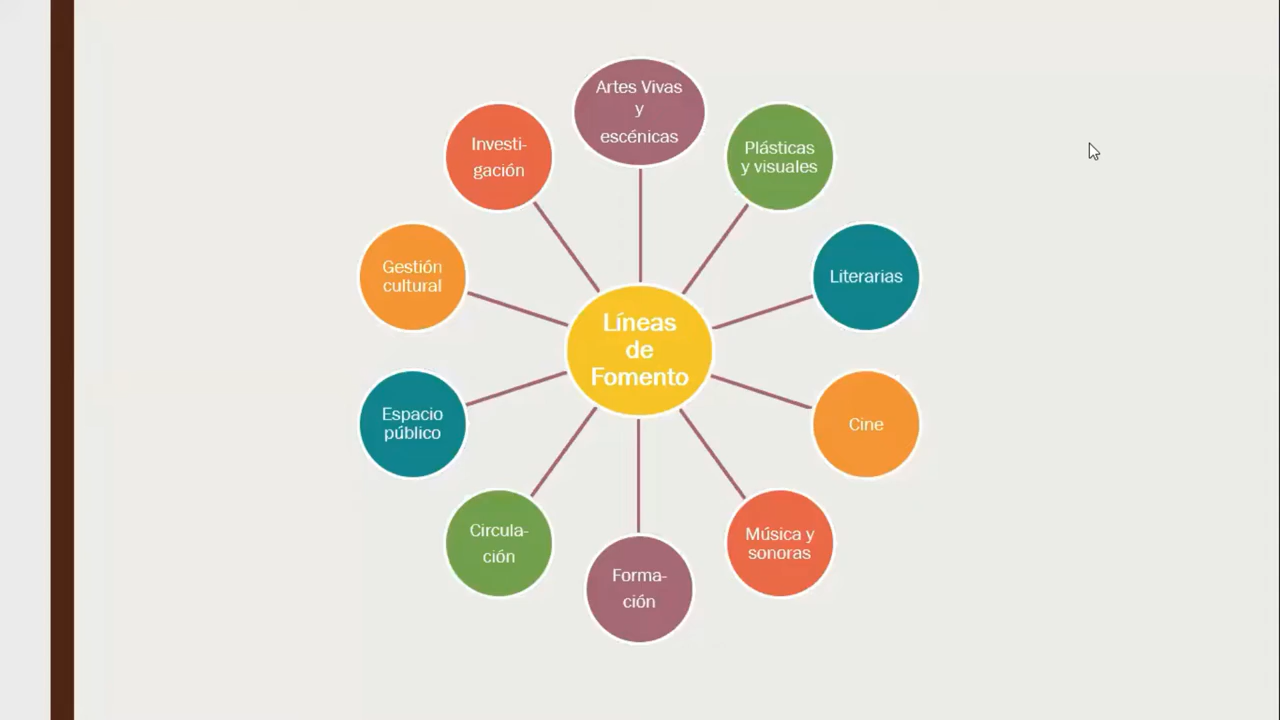 Artes Vivas
y
escénicas
Plásticas
y visuales
Literarias
Cine
Música y
sonoras
Forma-
ción
Circula-
ción
Espacio
público
Gestión
cultural
Investi-
gación
Líneas
de
Fomento